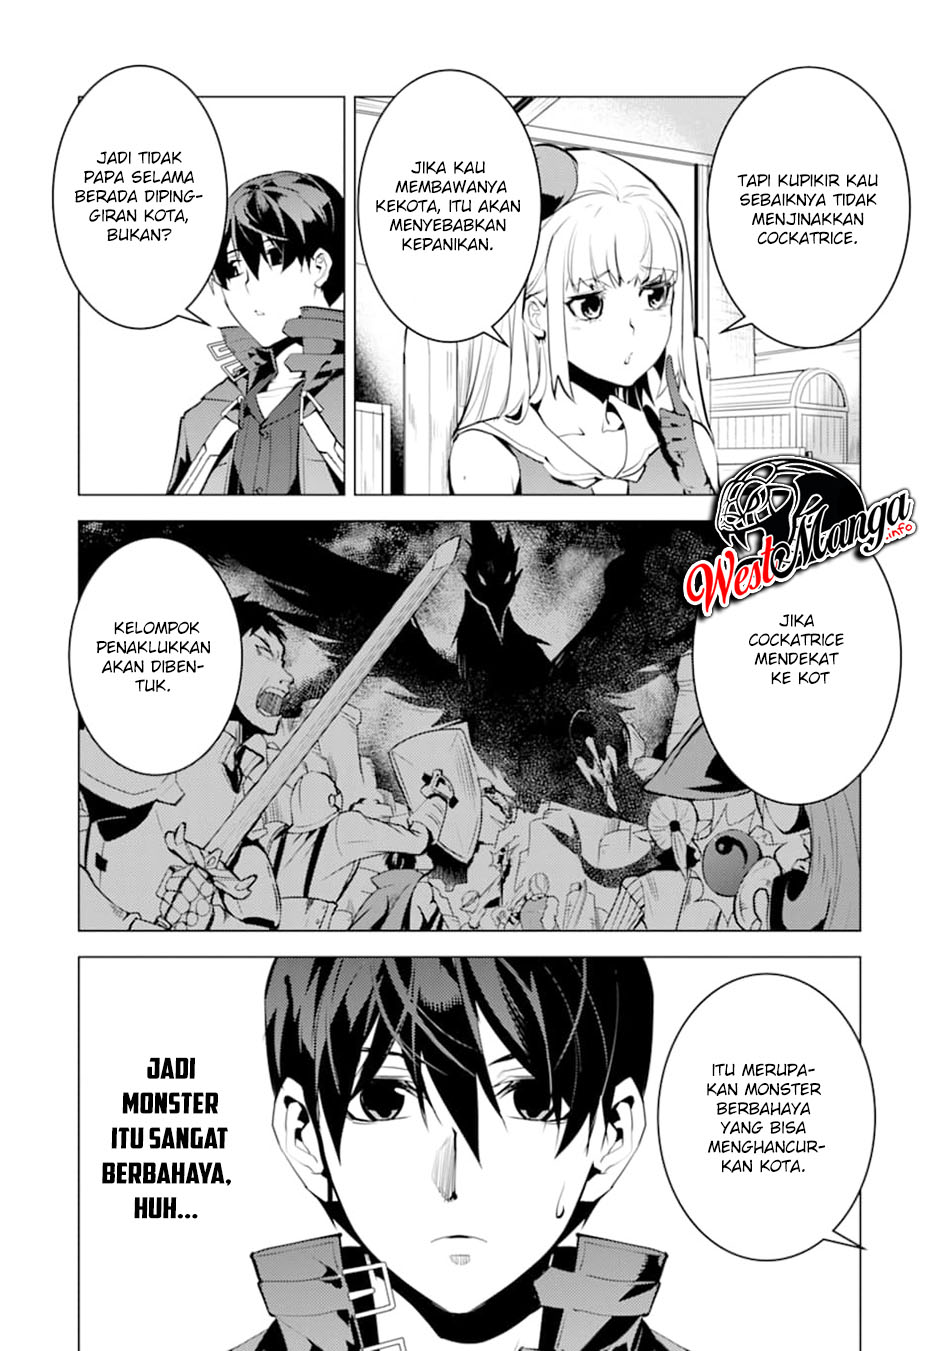 TAPI KUPIKIR KAU
SEBAIKNYA TIDAK
MENJINAKKAN
COCKATRICE.
JIKA KAU
MEMBAWANYA
KEKOTA, ITU AKAN
MENYEBABKAN
KEPANIKAN.
JADI TIDAK
PAPA SELAMA
BERADA DIPING-
GIRAN KOTA,
BUKAN?
WestManga
.info
JIKA
COCKATRICE
MENDEKAT
KE KOT
KELOMPOK
PENAKLUKKAN
AKAN DIBEN-
TUK.
ITU MERUPA-
KAN MONSTER
BERBAHAYA
YANG BISA
MENGHANCUR-
KAN KOTA.
JADI
MONSTER
ITU SANGAT
BERBAHAYA,
HUH...